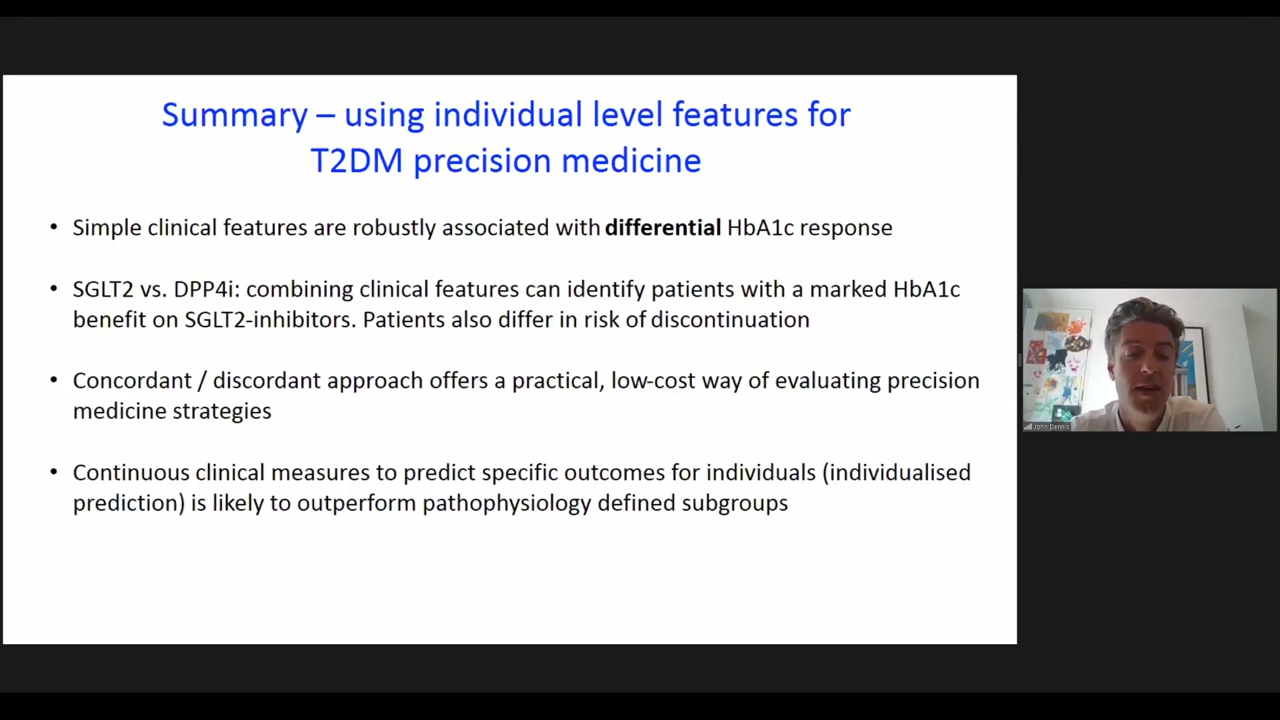 Summary – using individual level features for
T2DM precision medicine
• Simple clinical features are robustly associated with differential HbA1c response
• SGLT2 vs. DPP4i: combining clinical features can identify patients with a marked HbA1c
benefit on SGLT2-inhibitors. Patients also differ in risk of discontinuation
• Concordant / discordant approach offers a practical, low-cost way of evaluating precision
medicine strategies
• Continuous clinical measures to predict specific outcomes for individuals (individualised
prediction) is likely to outperform pathophysiology defined subgroups
John Dennis